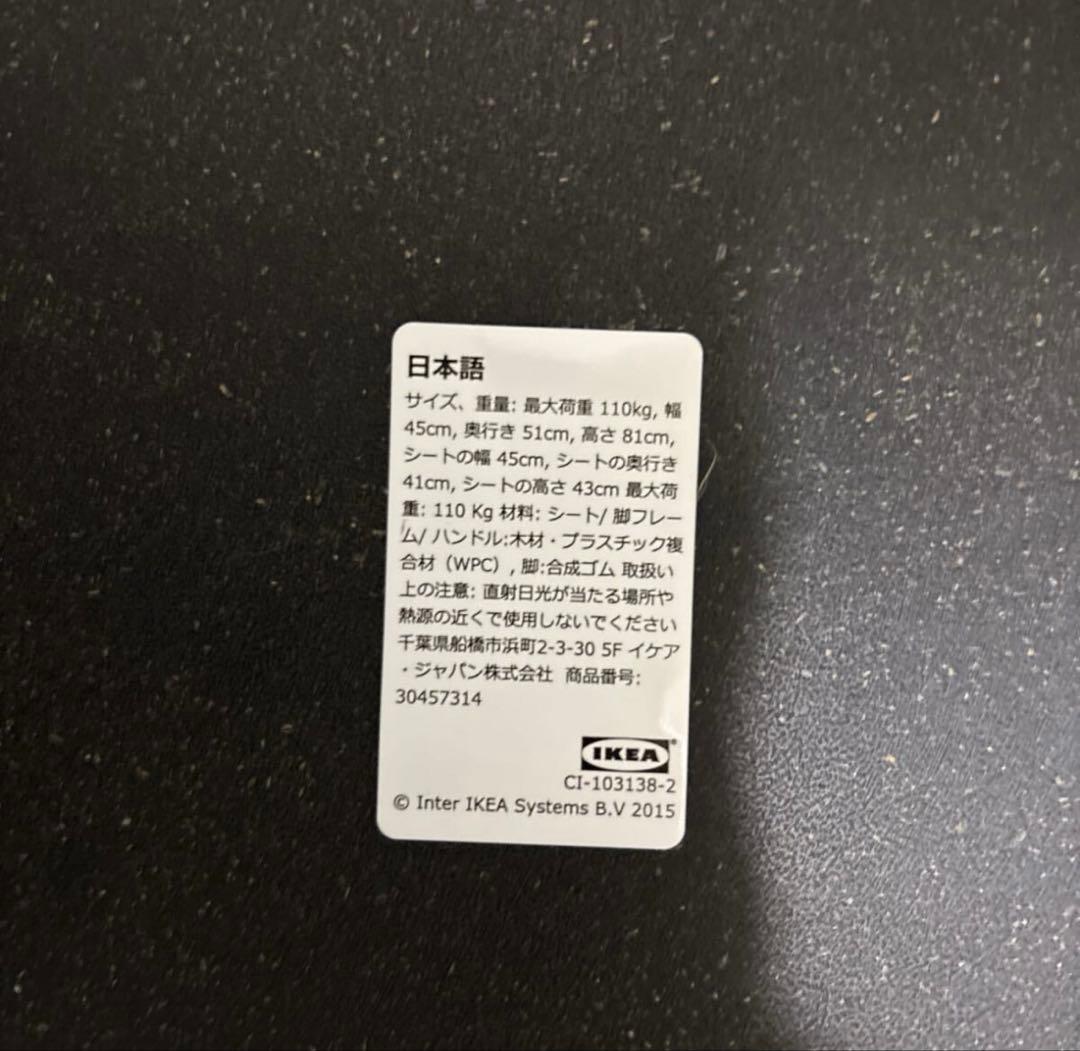 日本語
サイズ、重量: 最大荷重 110kg, 幅
45cm, 奥行き 51cm, 高さ 81cm,
シートの幅 45cm, シートの奥行き
41cm, シートの高さ 43cm 最大荷
重: 110 Kg 材料: シート/ 脚フレー
ム/ ハンドル:木材・プラスチック複
合材（WPC）, 脚:合成ゴム 取扱い
上の注意: 直射日光が当たる場所や
熱源の近くで使用しないでください
千葉県船橋市浜町2-3-30 5F イケア
・ジャパン株式会社 商品番号:
30457314
IKEA®
CI-103138-2
© Inter IKEA Systems B.V 2015